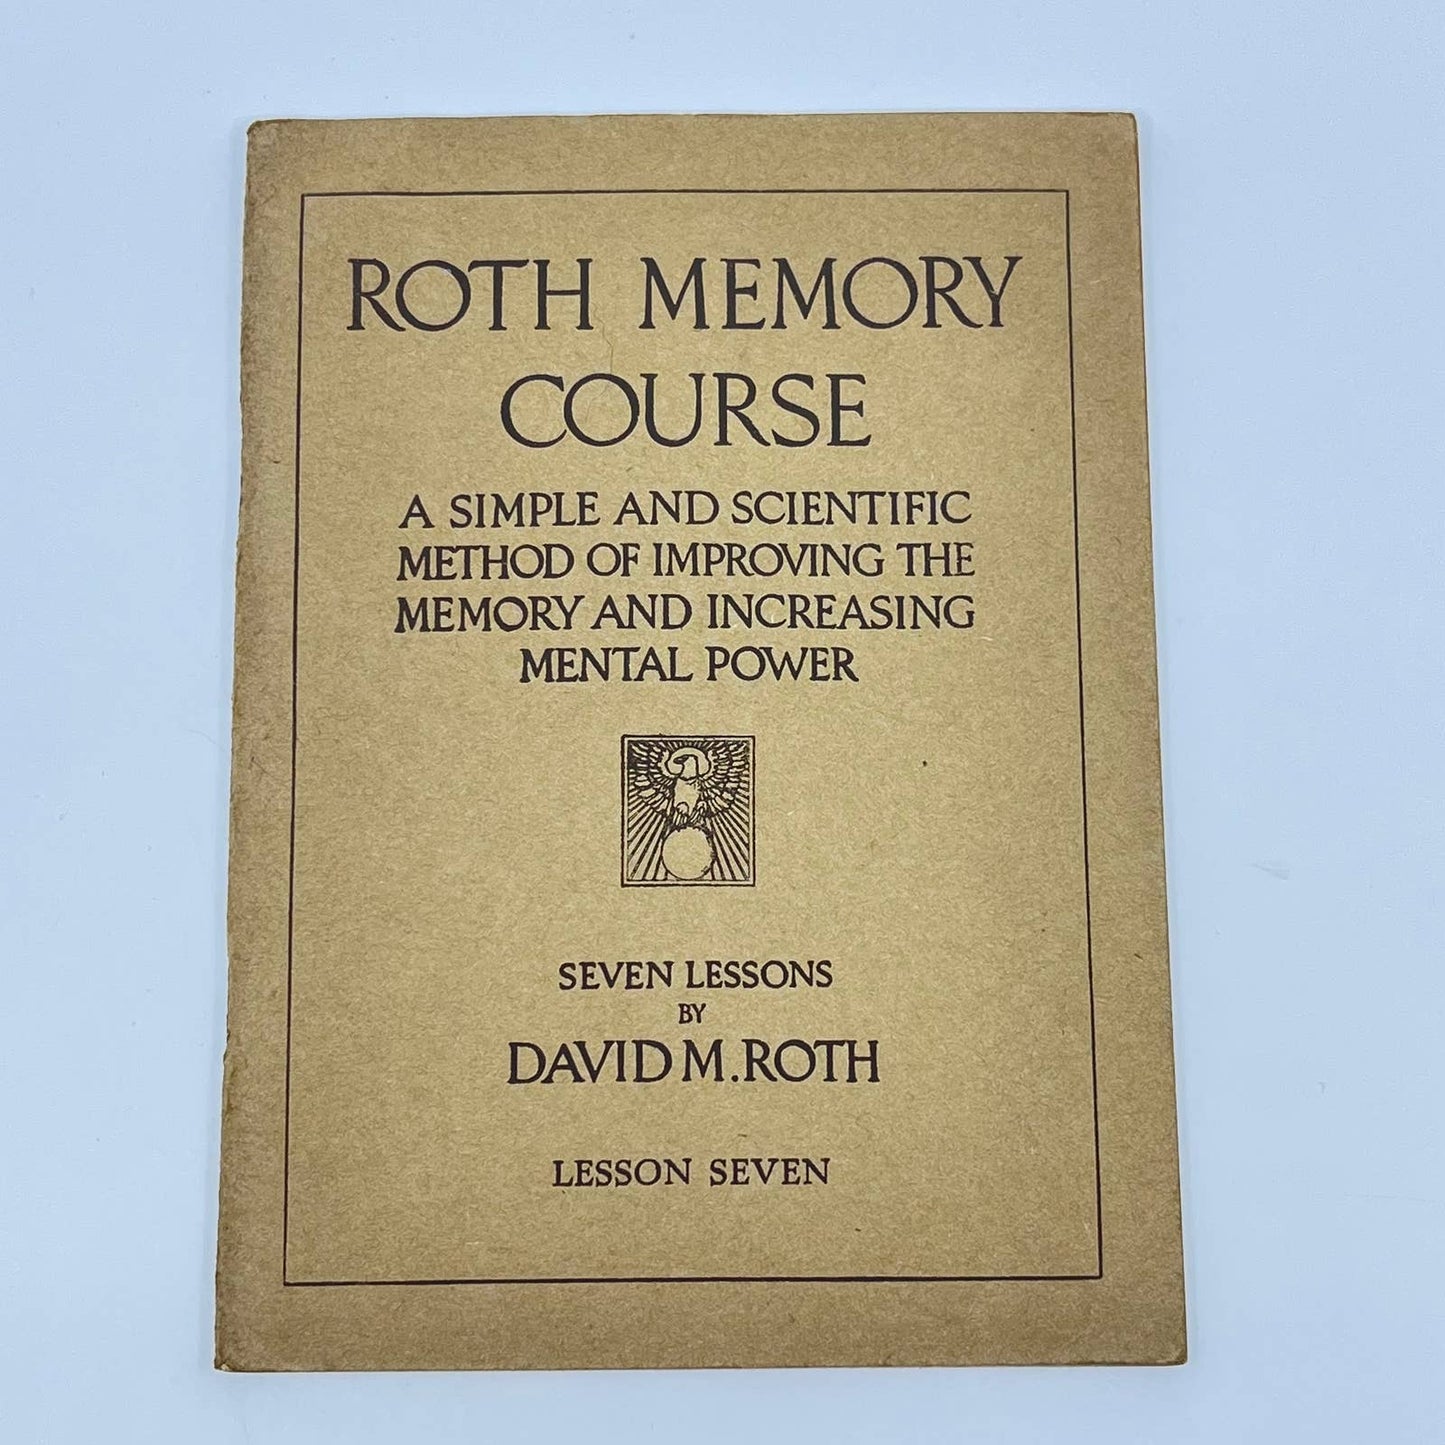 ROTH MEMORY
COURSE
A SIMPLE AND SCIENTIFIC
METHOD OF IMPROVING THE
MEMORY AND INCREASING
MENTAL POWER
SEVEN LESSONS
BY
DAVID M. ROTH
LESSON SEVEN